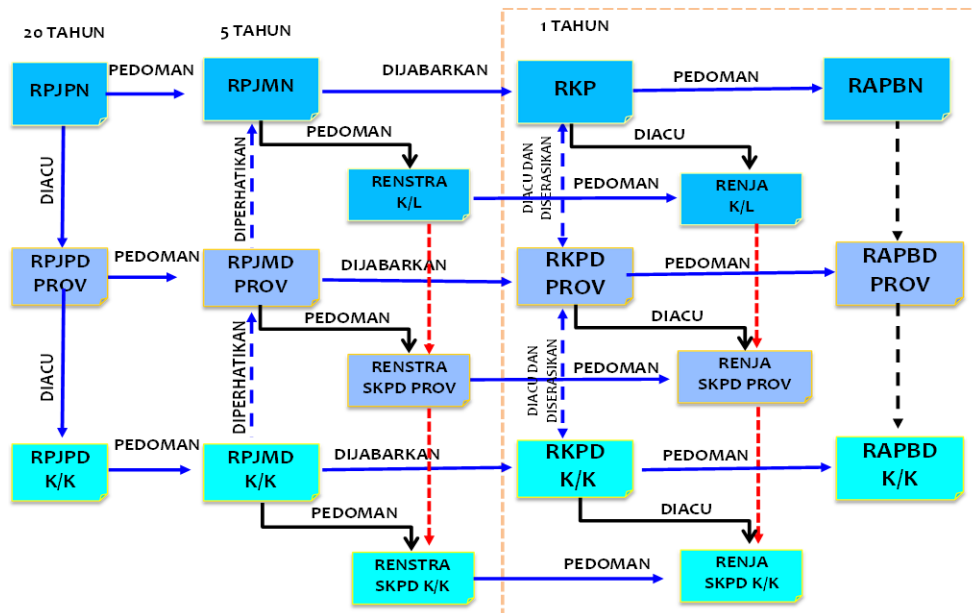 20 TAHUN
5 TAHUN
1 TAHUN
RPJPN
PEDOMAN
RPJMN
DIJABARKAN
RKP
PEDOMAN
RAPBN
DIACU
DIPERHATIKAN
PEDOMAN
RENSTRA
K/L
PEDOMAN
DIACU DAN
DISERASIKAN
DIACU
RENJA
K/L
RPJPD
PROV
PEDOMAN
RPJMD
PROV
DIJABARKAN
RKPD
PROV
PEDOMAN
RAPBD
PROV
DIACU
DIPERHATIKAN
PEDOMAN
RENSTRA
SKPD PROV
PEDOMAN
DIACU DAN
DISERASIKAN
DIACU
RENJA
SKPD PROV
RPJPD
K/K
PEDOMAN
RPJMD
K/K
DIJABARKAN
RKPD
K/K
PEDOMAN
RAPBD
K/K
PEDOMAN
RENSTRA
SKPD K/K
PEDOMAN
DIACU
RENJA
SKPD K/K